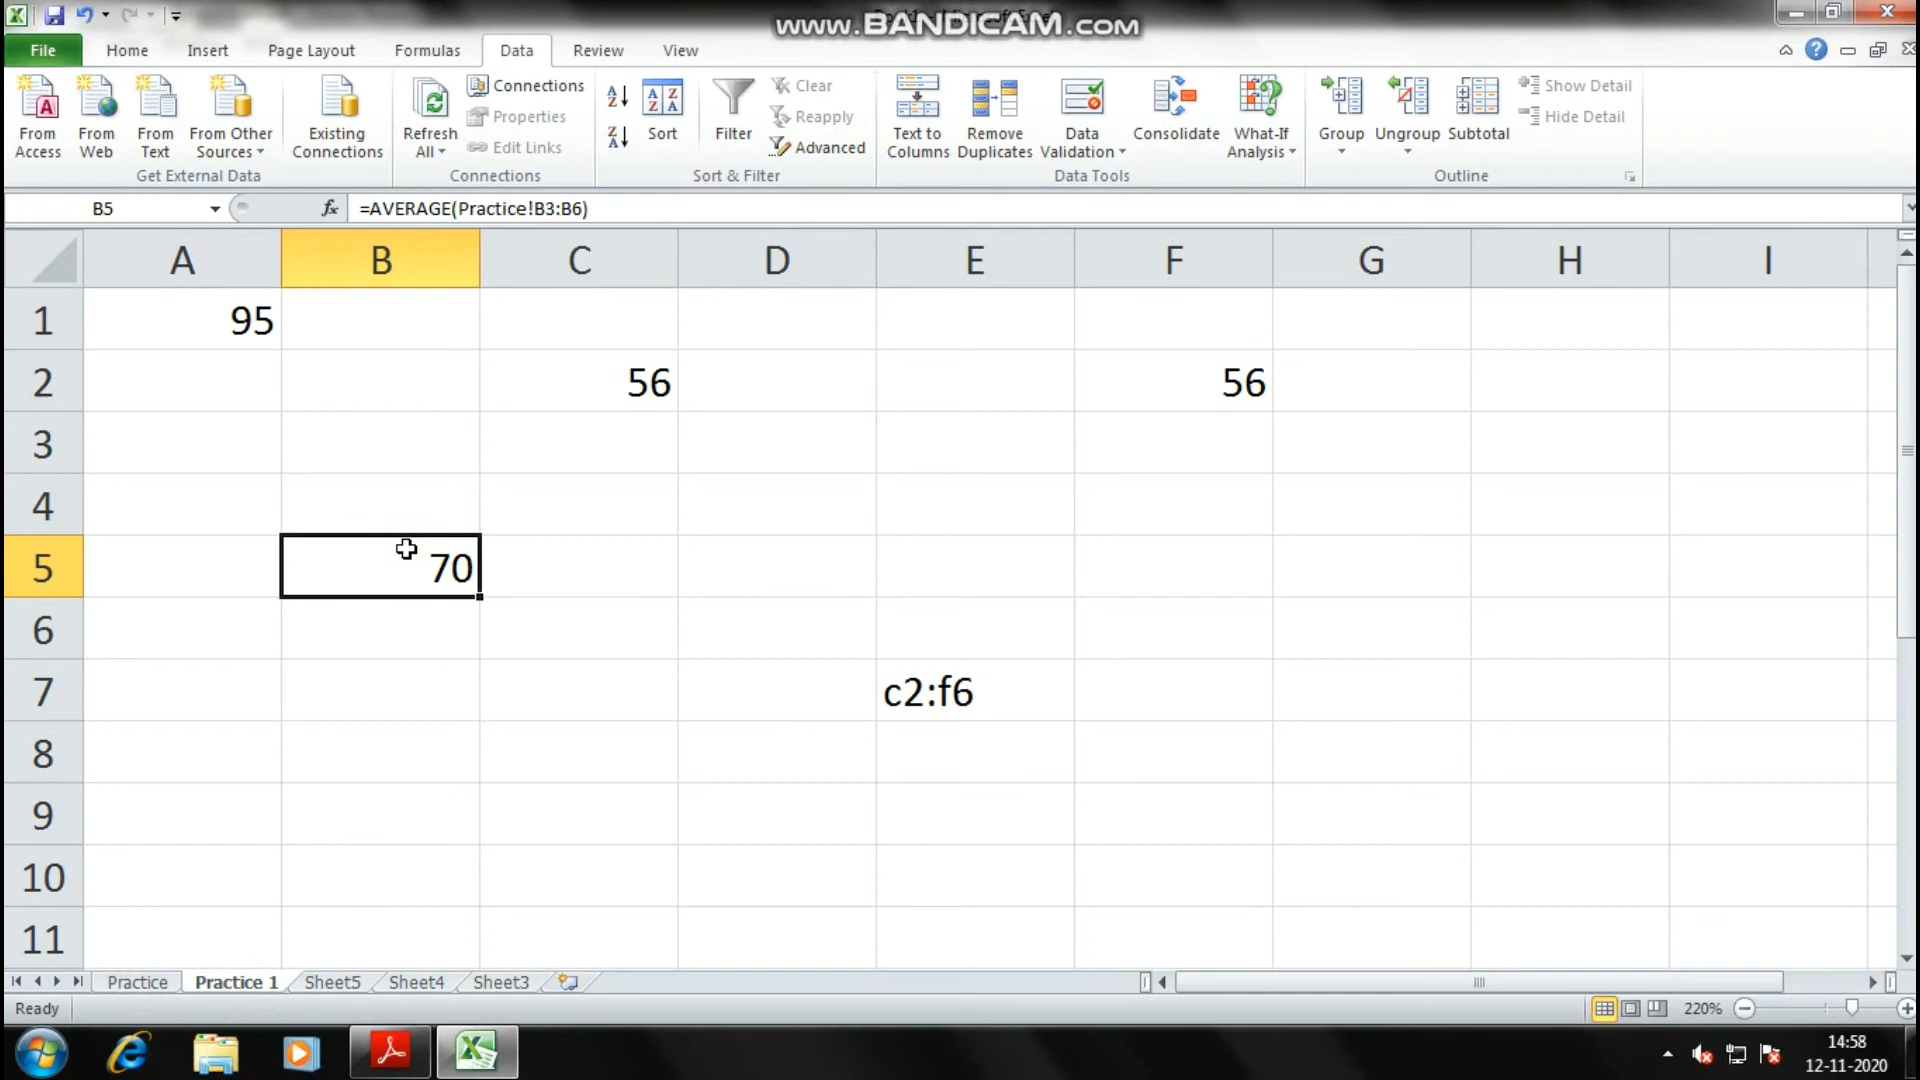 www.BANDICAM.com
File Home Insert Page Layout Formulas Data Review View
From Access
From Web
From Text
From Other Sources
Existing Connections
Get External Data
Refresh All
Connections
Properties
Edit Links
Connections
A Z
Z A
A Z
Z A
Sort
Filter
Clear
Reapply
Advanced
Sort & Filter
Text to Columns
Remove Duplicates
Data Validation
Consolidate
What-If Analysis
Data Tools
Group
Ungroup
Subtotal
Show Detail
Hide Detail
Outline
B5 fx =AVERAGE(Practice!B3:B6)
A B C D E F G H I
1 95
2 56 56
3
4
5 70
6
7 c2:f6
8
9
10
11
Practice Practice 1 Sheet5 Sheet4 Sheet3
Ready 220%
14:58
12-11-2020